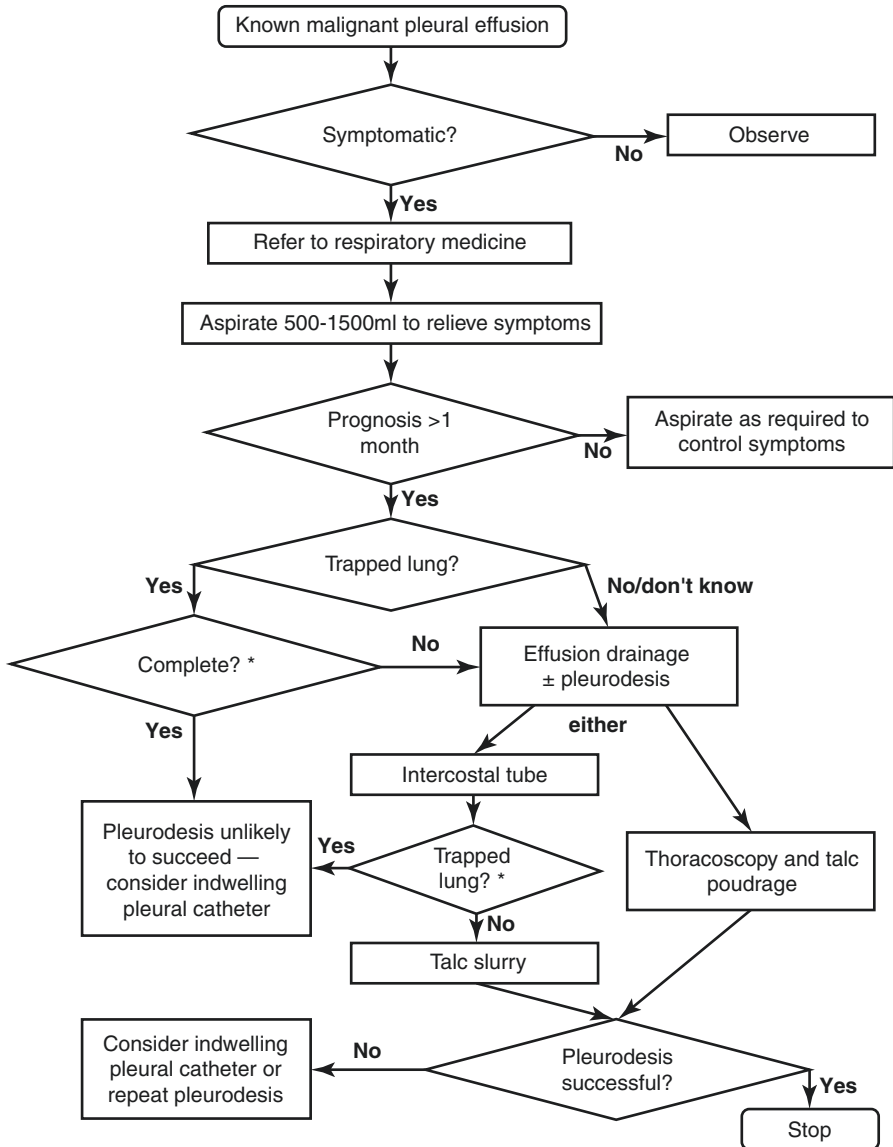 Known malignant pleural effusion
Symptomatic?
No
Observe
Yes
Refer to respiratory medicine
Aspirate 500-1500ml to relieve symptoms
Prognosis >1
month
No
Aspirate as required to
control symptoms
Yes
Trapped lung?
Yes
No/don't know
Complete? *
No
Effusion drainage
± pleurodesis
Yes
either
Intercostal tube
Pleurodesis unlikely
to succeed —
consider indwelling
pleural catheter
Yes
Trapped
lung? *
Thoracoscopy and talc
poudrage
No
Talc slurry
Consider indwelling
pleural catheter or
repeat pleurodesis
No
Pleurodesis
successful?
Yes
Stop